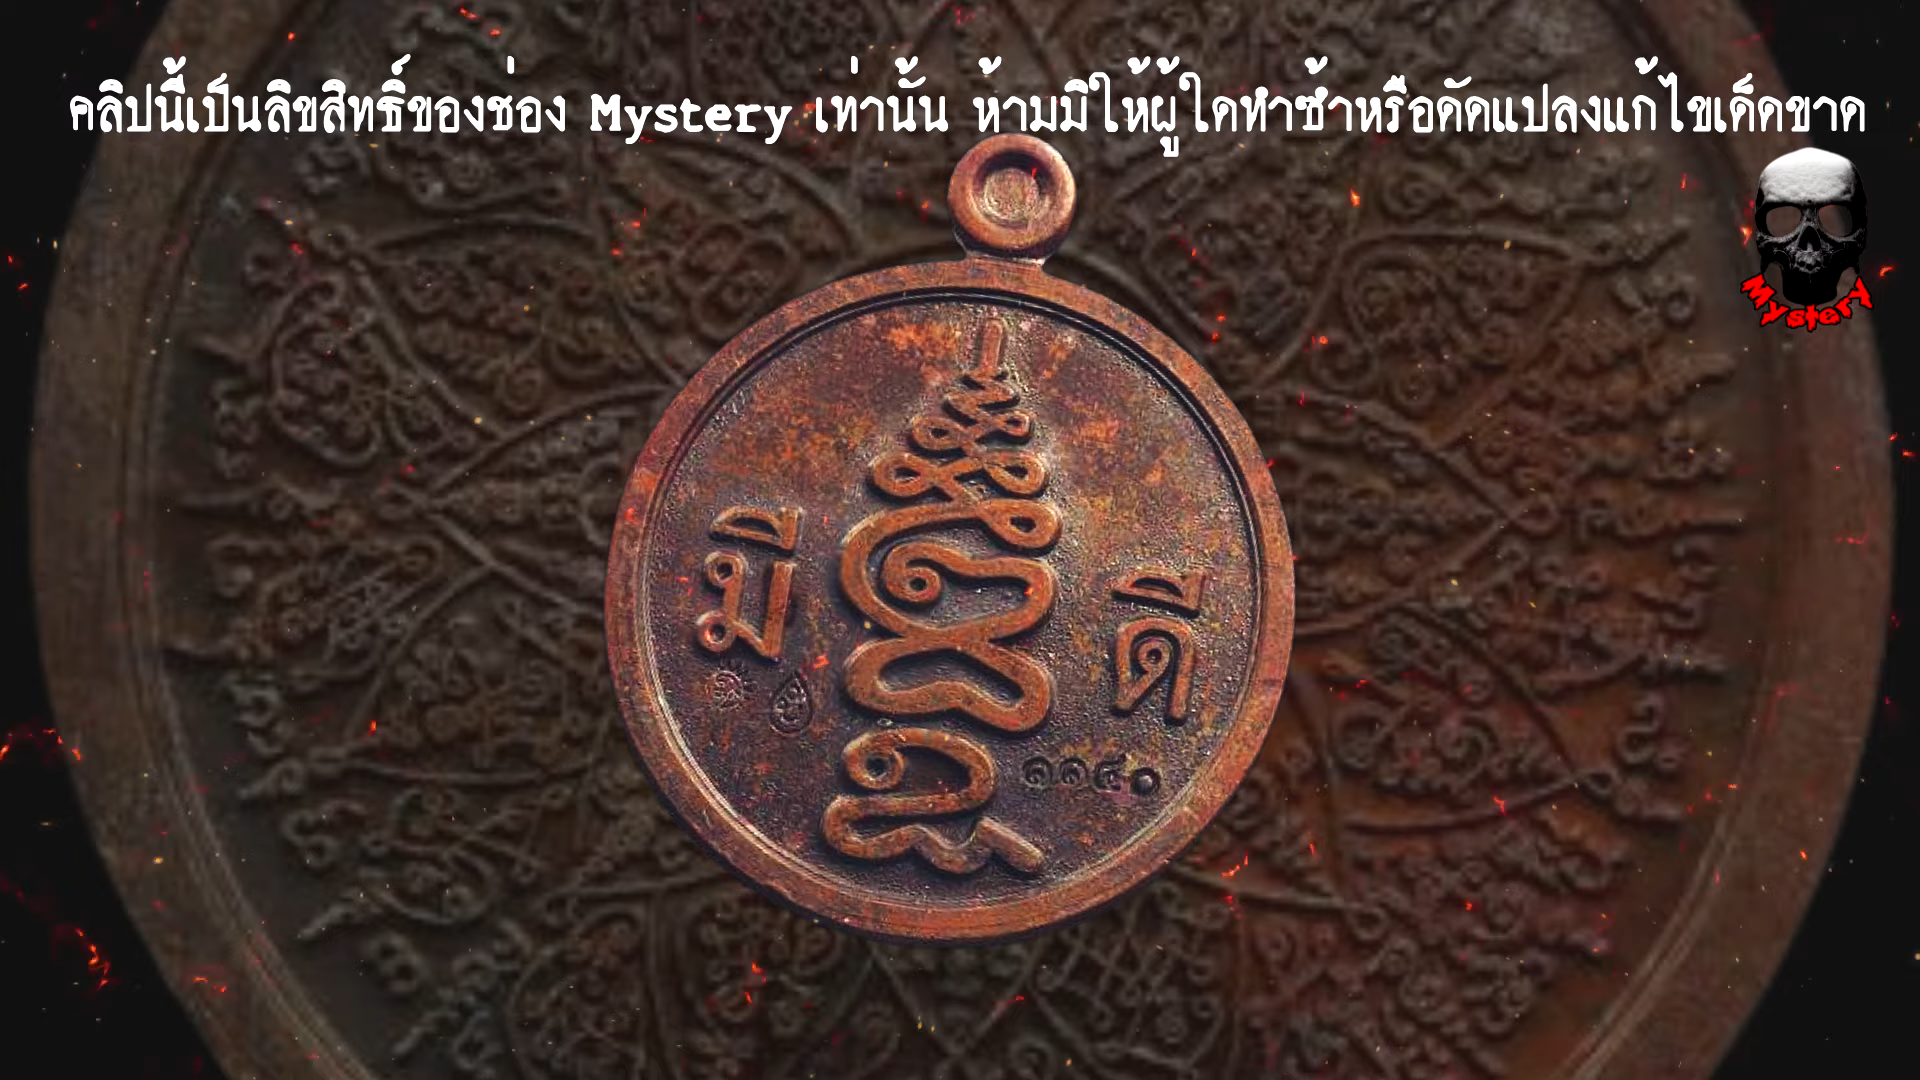 คลิปนี้เป็นลิขสิทธิ์ของช่อง Mystery เท่านั้น ห้ามมิให้ผู้ใดทำซ้ำหรือดัดแปลงแก้ไขเด็ดขาด
Mystery
มี
ดี
๑๑๔๐